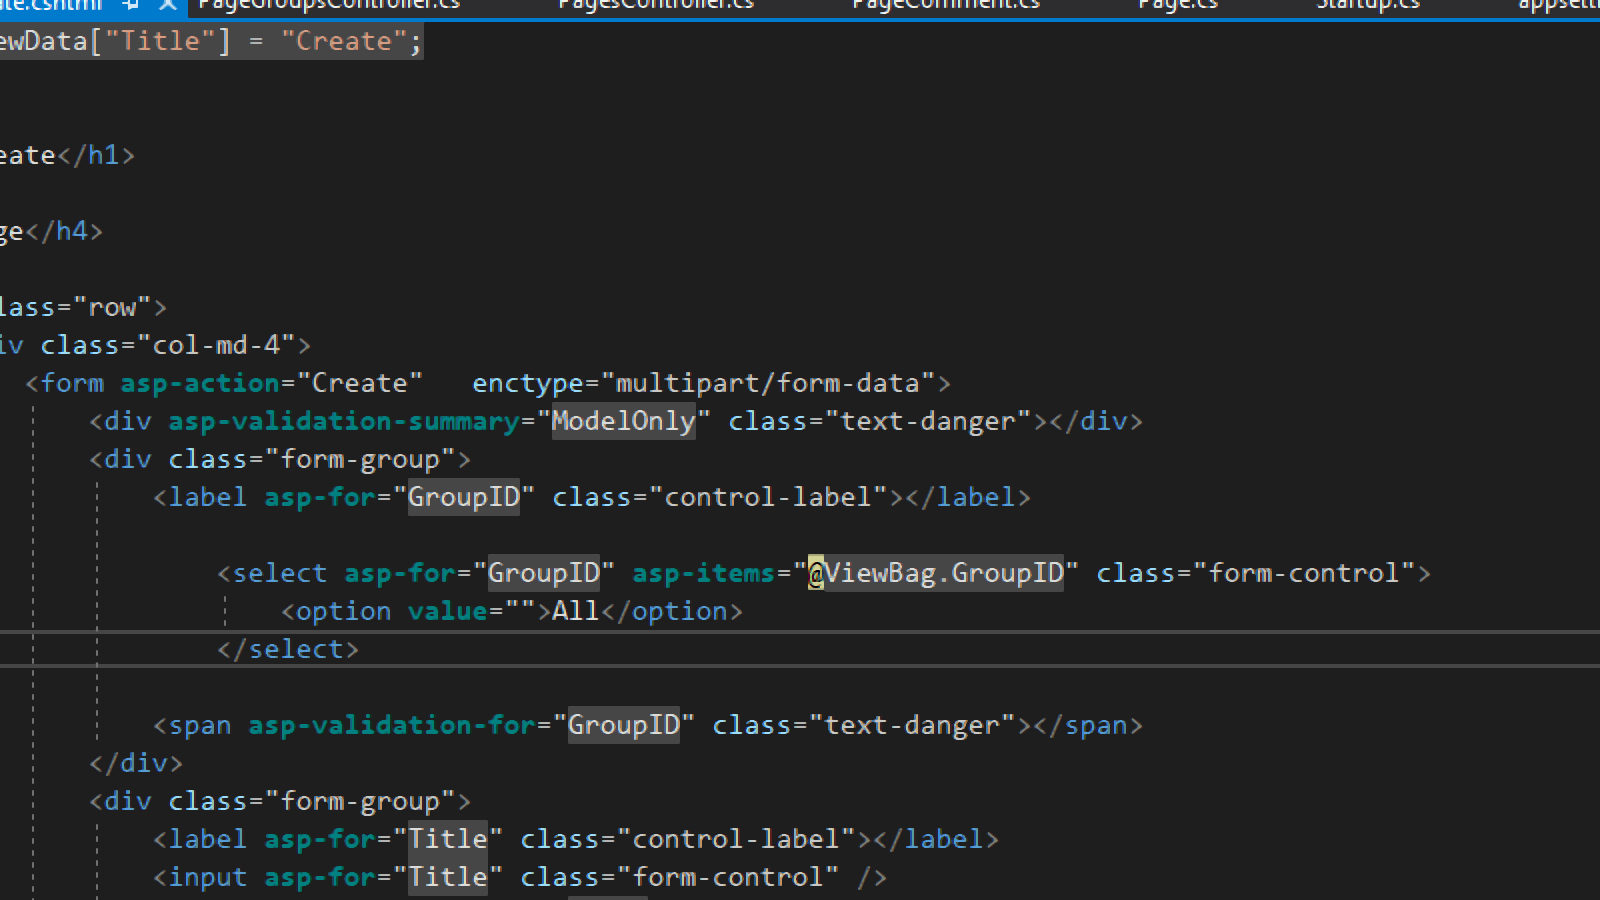 ate.cshtml PageGroupsController.cs PagesController.cs PageComment.cs Page.cs Startup.cs appsetti
ewData["Title"] = "Create";
eate</h1>
ge</h4>
lass="row">
iv class="col-md-4">
<form asp-action="Create" enctype="multipart/form-data">
<div asp-validation-summary="ModelOnly" class="text-danger"></div>
<div class="form-group">
<label asp-for="GroupID" class="control-label"></label>
<select asp-for="GroupID" asp-items="@ViewBag.GroupID" class="form-control">
<option value="">All</option>
</select>
<span asp-validation-for="GroupID" class="text-danger"></span>
</div>
<div class="form-group">
<label asp-for="Title" class="control-label"></label>
<input asp-for="Title" class="form-control" />